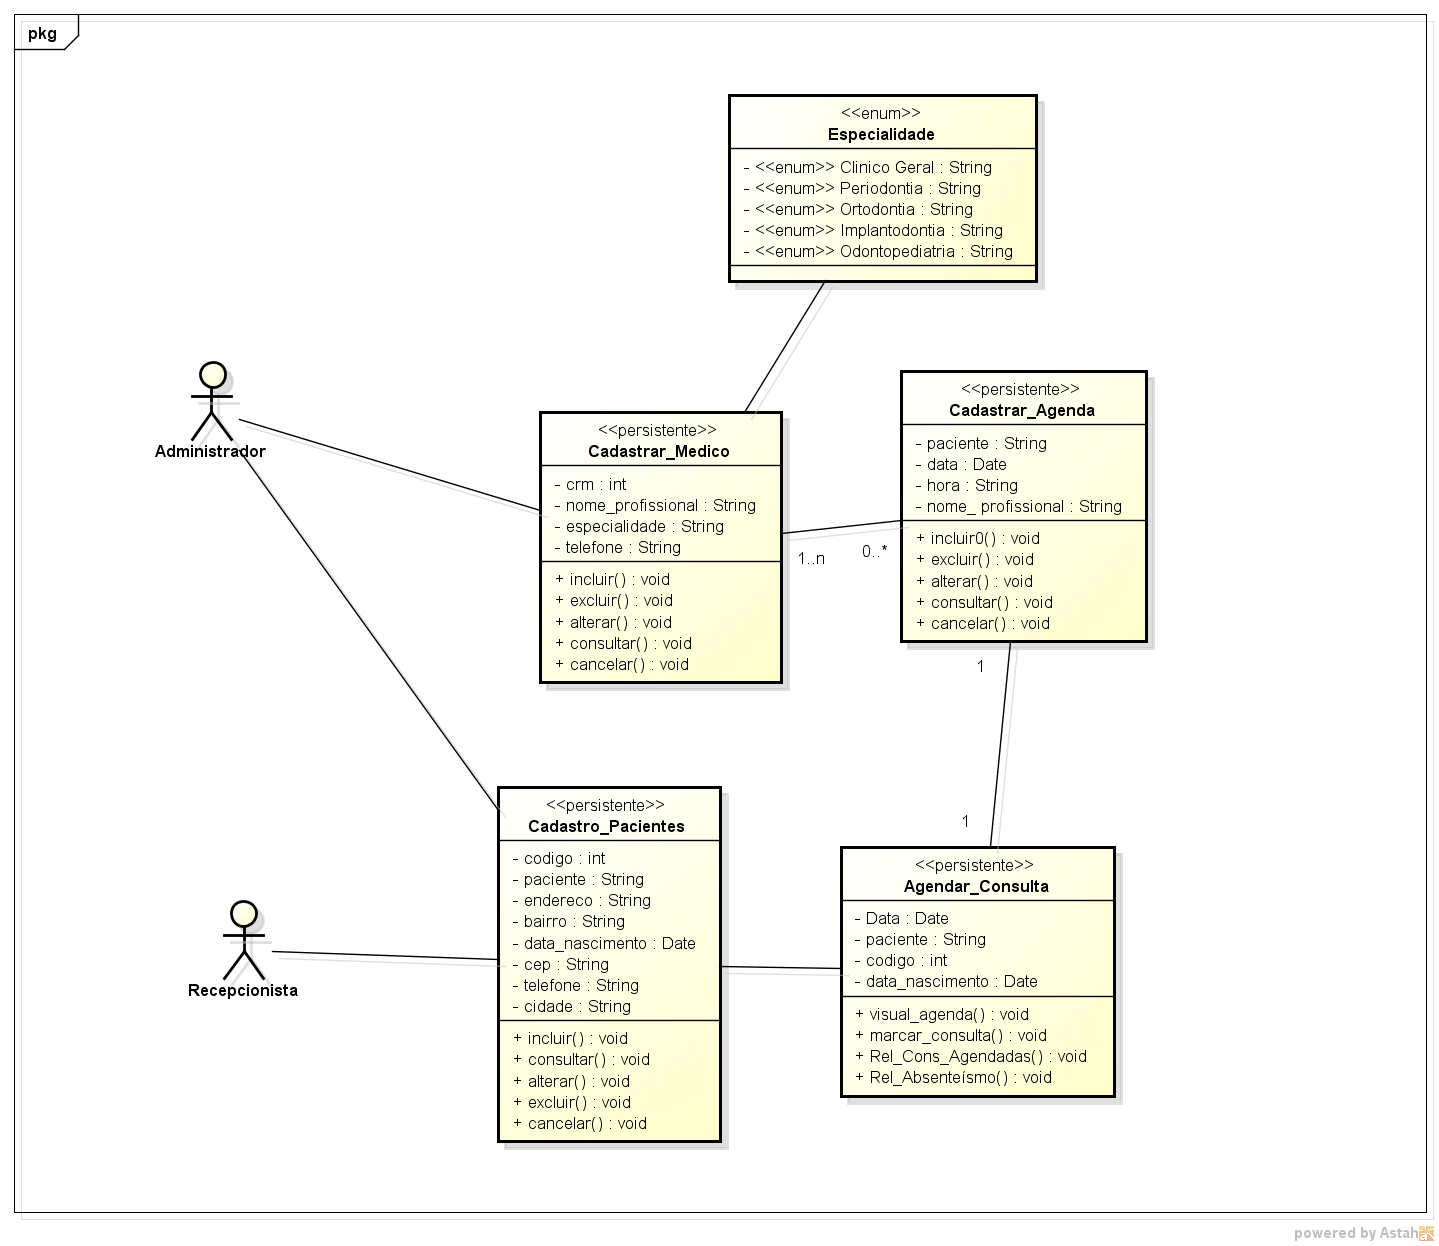 pkg
<<enum>>
Especialidade
- <<enum>> Clinico Geral : String
- <<enum>> Periodontia : String
- <<enum>> Ortodontia : String
- <<enum>> Implantodontia : String
- <<enum>> Odontopediatria : String
Administrador
<<persistente>>
Cadastrar_Medico
- crm : int
- nome_profissional : String
- especialidade : String
- telefone : String
+ incluir() : void
+ excluir() : void
+ alterar() : void
+ consultar() : void
+ cancelar() : void
1..n
0..*
<<persistente>>
Cadastrar_Agenda
- paciente : String
- data : Date
- hora : String
- nome_ profissional : String
+ incluir0() : void
+ excluir() : void
+ alterar() : void
+ consultar() : void
+ cancelar() : void
1
1
Recepcionista
<<persistente>>
Cadastro_Pacientes
- codigo : int
- paciente : String
- endereco : String
- bairro : String
- data_nascimento : Date
- cep : String
- telefone : String
- cidade : String
+ incluir() : void
+ consultar() : void
+ alterar() : void
+ excluir() : void
+ cancelar() : void
<<persistente>>
Agendar_Consulta
- Data : Date
- paciente : String
- codigo : int
- data_nascimento : Date
+ visual_agenda() : void
+ marcar_consulta() : void
+ Rel_Cons_Agendadas() : void
+ Rel_Absenteísmo() : void
powered by Astah